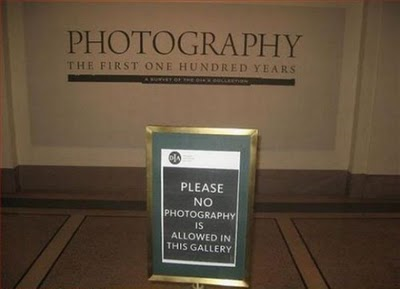 PHOTOGRAPHY
THE FIRST ONE HUNDRED YEARS
A SURVEY OF THE DIA'S COLLECTION
DIA
PLEASE
NO
PHOTOGRAPHY
IS
ALLOWED IN
THIS GALLERY